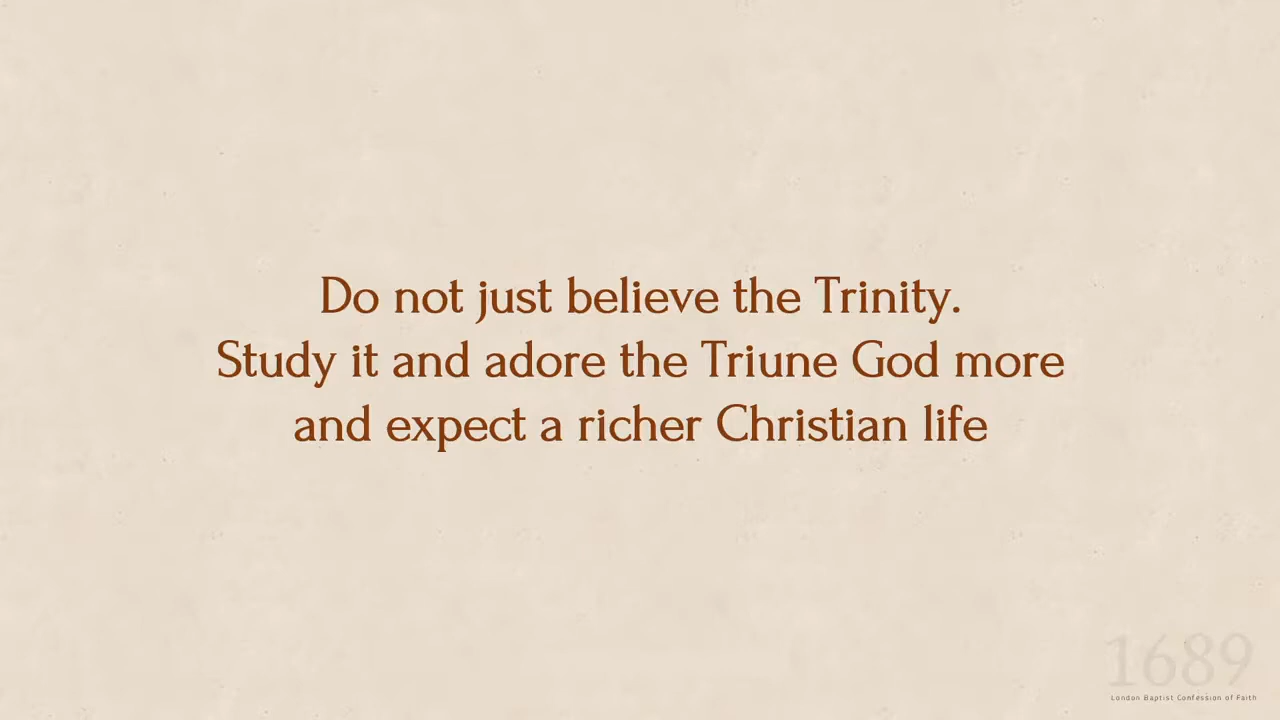 Do not just believe the Trinity.
Study it and adore the Triune God more
and expect a richer Christian life
1689
London Baptist Confession of Faith